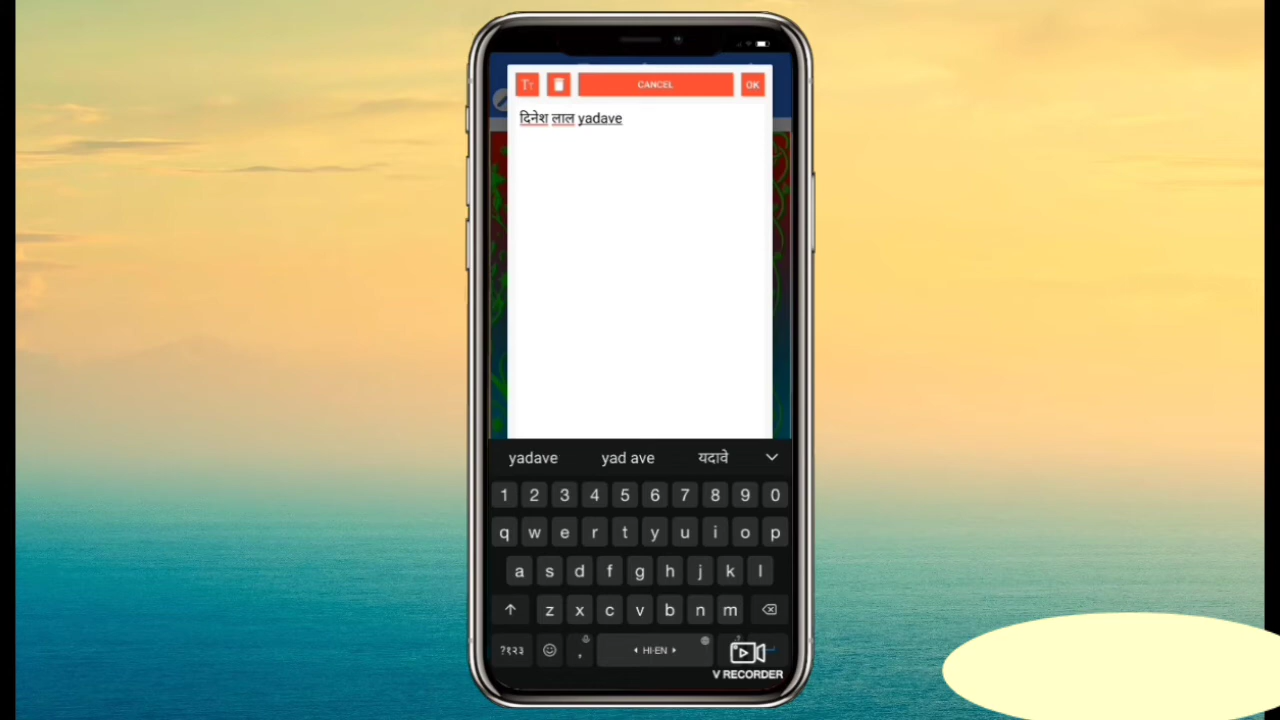 Tт CANCEL OK
दिनेश लाल yadave
yadave yad ave यदावे
1 2 3 4 5 6 7 8 9 0
q w e r t y u i o p
a s d f g h j k l
z x c v b n m
?१२३ , HI-EN
V RECORDER